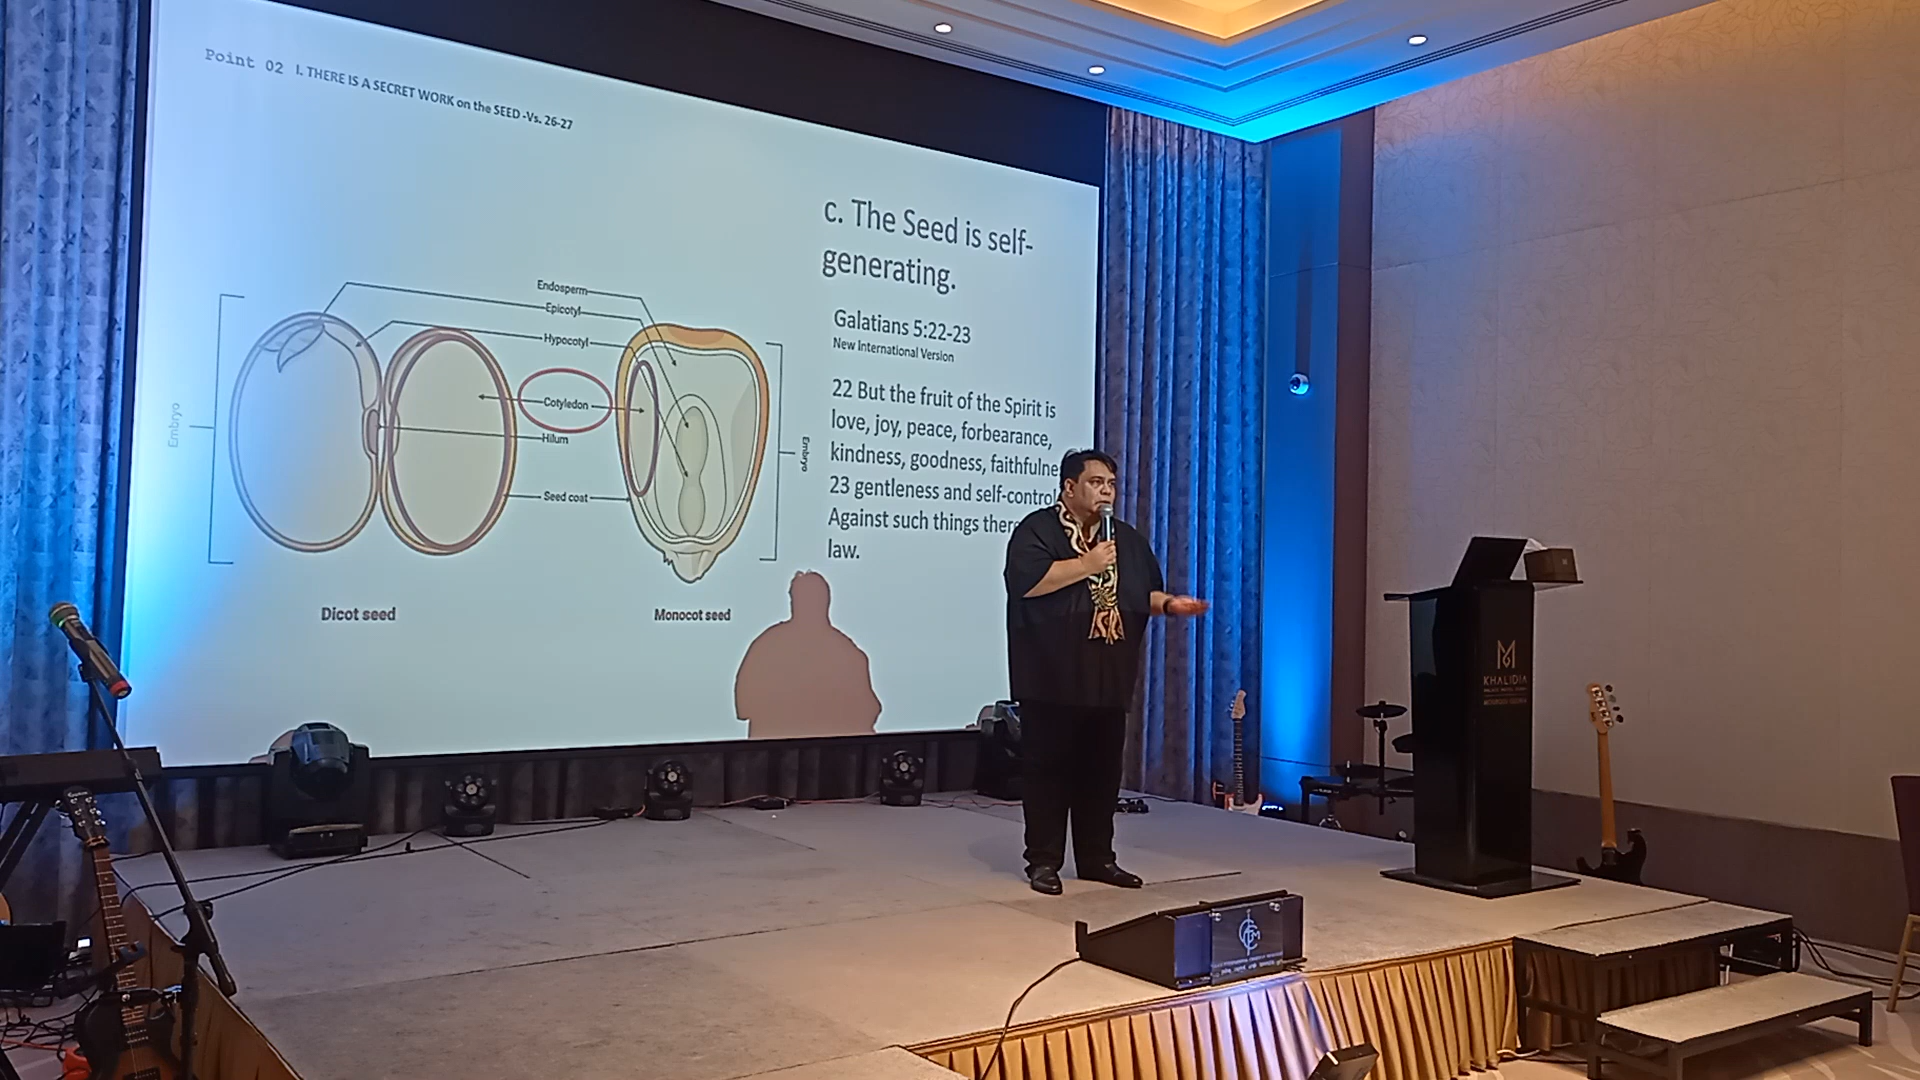 Point 02 I. THERE IS A SECRET WORK on the SEED -Vs. 26-27
c. The Seed is self-
generating.
Galatians 5:22-23
New International Version
22 But the fruit of the Spirit is
love, joy, peace, forbearance,
kindness, goodness, faithfulne
23 gentleness and self-control
Against such things there
law.
Endosperm
Epicotyl
Hypocotyl
Cotyledon
Hilum
Seed coat
Embryo
Embryo
Dicot seed
Monocot seed
KHALIDIA